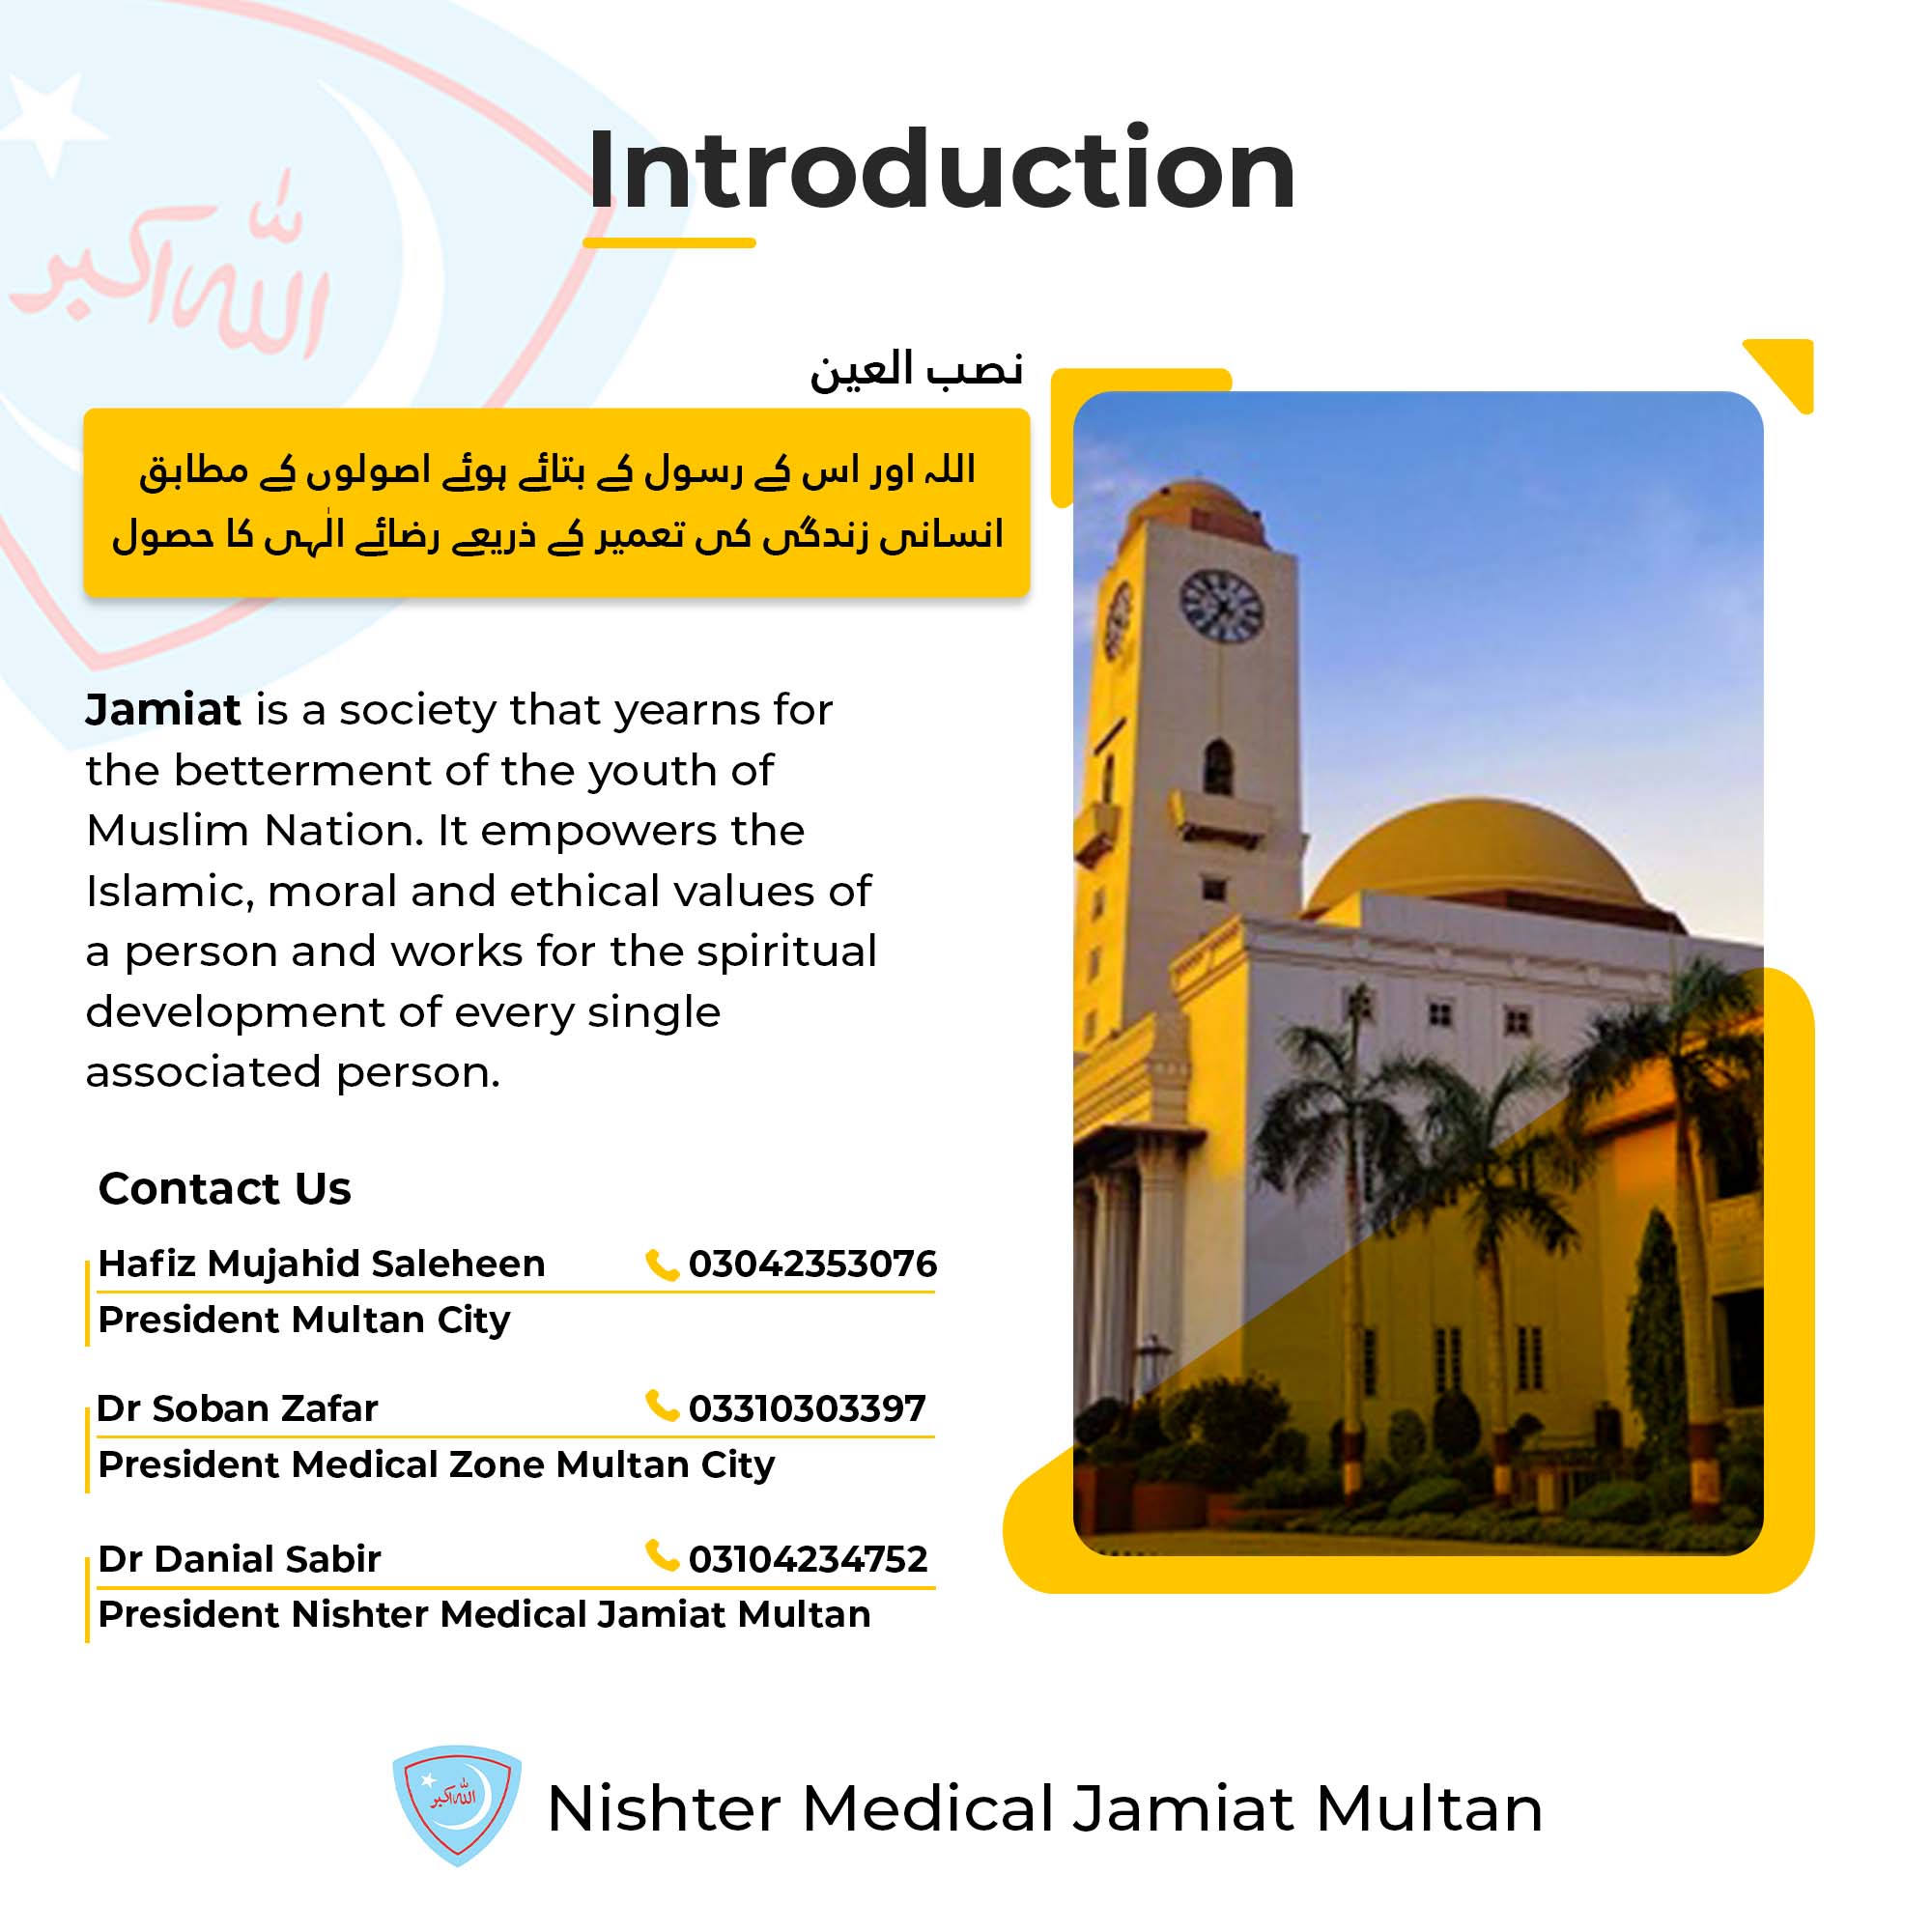 Introduction
الله اکبر
نصب العین
اللہ اور اس کے رسول کے بتائے ہوئے اصولوں کے مطابق
انسانی زندگی کی تعمیر کے ذریعے رضائے الٰہی کا حصول
Jamiat is a society that yearns for
the betterment of the youth of
Muslim Nation. It empowers the
Islamic, moral and ethical values of
a person and works for the spiritual
development of every single
associated person.
Contact Us
Hafiz Mujahid Saleheen 03042353076
President Multan City
Dr Soban Zafar 03310303397
President Medical Zone Multan City
Dr Danial Sabir 03104234752
President Nishter Medical Jamiat Multan
الله اکبر
Nishter Medical Jamiat Multan